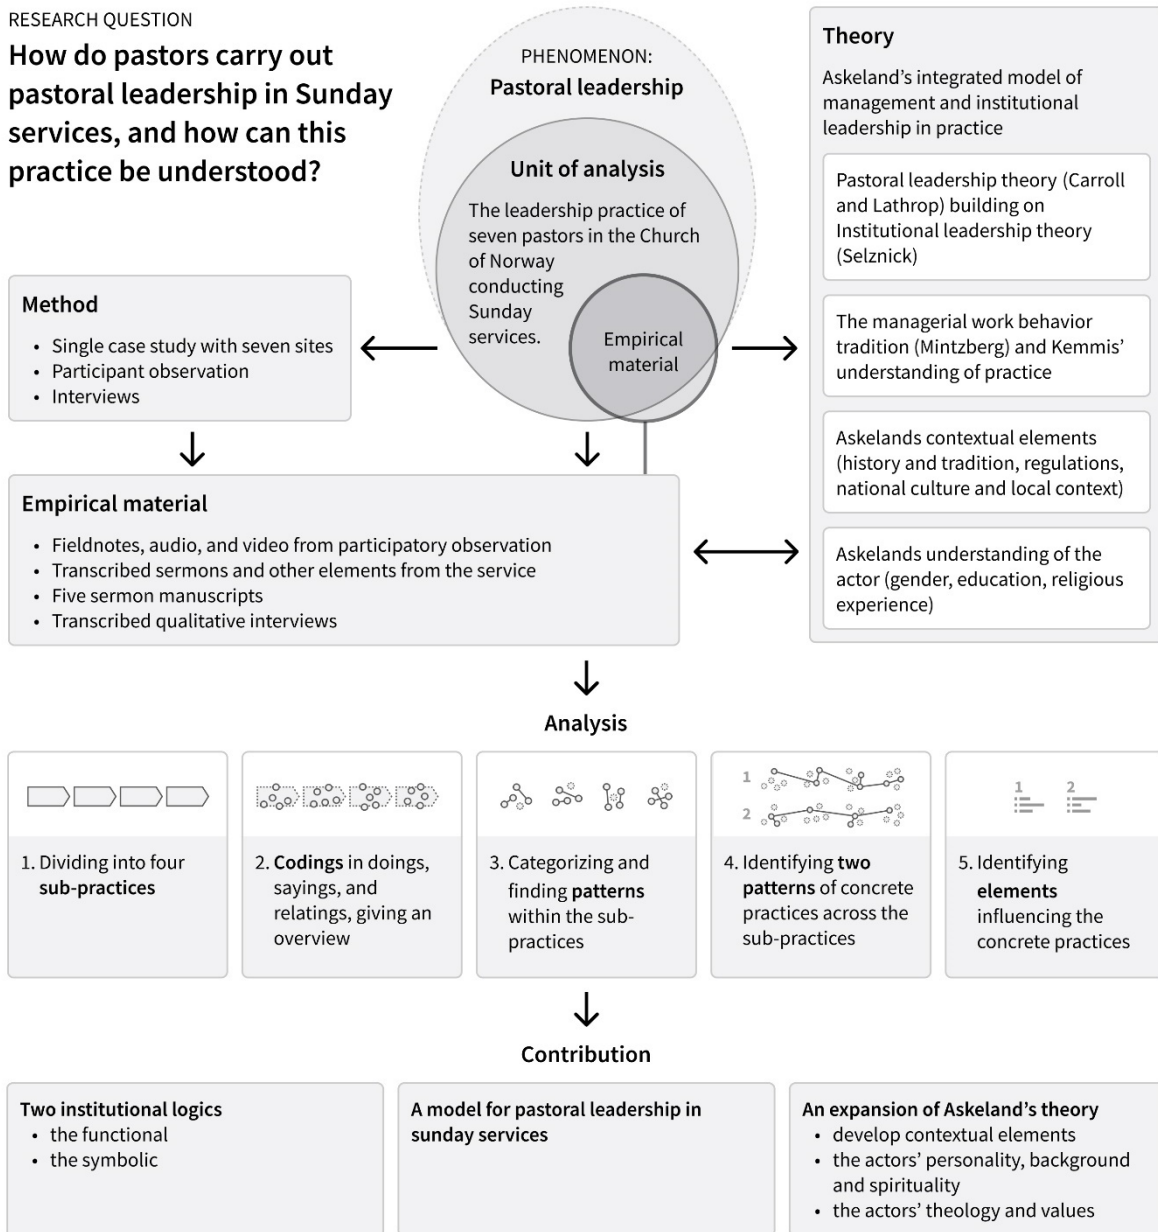 RESEARCH QUESTION
How do pastors carry out
pastoral leadership in Sunday
services, and how can this
practice be understood?
PHENOMENON:
Pastoral leadership
Unit of analysis
The leadership practice of
seven pastors in the Church
of Norway
conducting
Sunday
services.
Empirical
material
Theory
Askeland's integrated model of
management and institutional
leadership in practice
Pastoral leadership theory (Carroll
and Lathrop) building on
Institutional leadership theory
(Selznick)
The managerial work behavior
tradition (Mintzberg) and Kemmis'
understanding of practice
Askelands contextual elements
(history and tradition, regulations,
national culture and local context)
Askelands understanding of the
actor (gender, education, religious
experience)
Method
• Single case study with seven sites
• Participant observation
• Interviews
Empirical material
• Fieldnotes, audio, and video from participatory observation
• Transcribed sermons and other elements from the service
• Five sermon manuscripts
• Transcribed qualitative interviews
Analysis
1. Dividing into four
sub-practices
2. Codings in doings,
sayings, and
relatings, giving an
overview
3. Categorizing and
finding patterns
within the sub-
practices
1
2
4. Identifying two
patterns of concrete
practices across the
sub-practices
1 2
5. Identifying
elements
influencing the
concrete practices
Contribution
Two institutional logics
• the functional
• the symbolic
A model for pastoral leadership in
sunday services
An expansion of Askeland's theory
• develop contextual elements
• the actors' personality, background
and spirituality
• the actors' theology and values